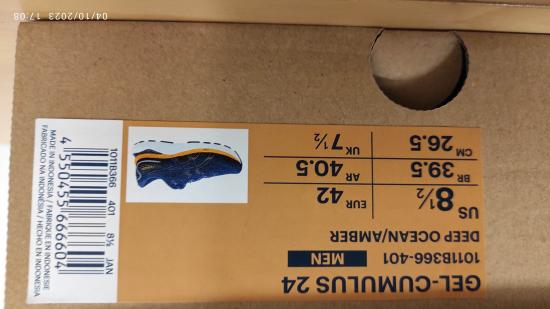 04/10/2023 17:08
GEL-CUMULUS 24
1011B366-401 MEN
DEEP OCEAN/AMBER
US 8½ EUR 42
BR 39.5 AR 40.5
CM 26.5 UK 7½
1011B366 401 8½ JAN
4 550455 666604
MADE IN INDONESIA / FABRIQUE EN INDONESIE
FABRICADO NA INDONÉSIA / HECHO EN INDONESIA